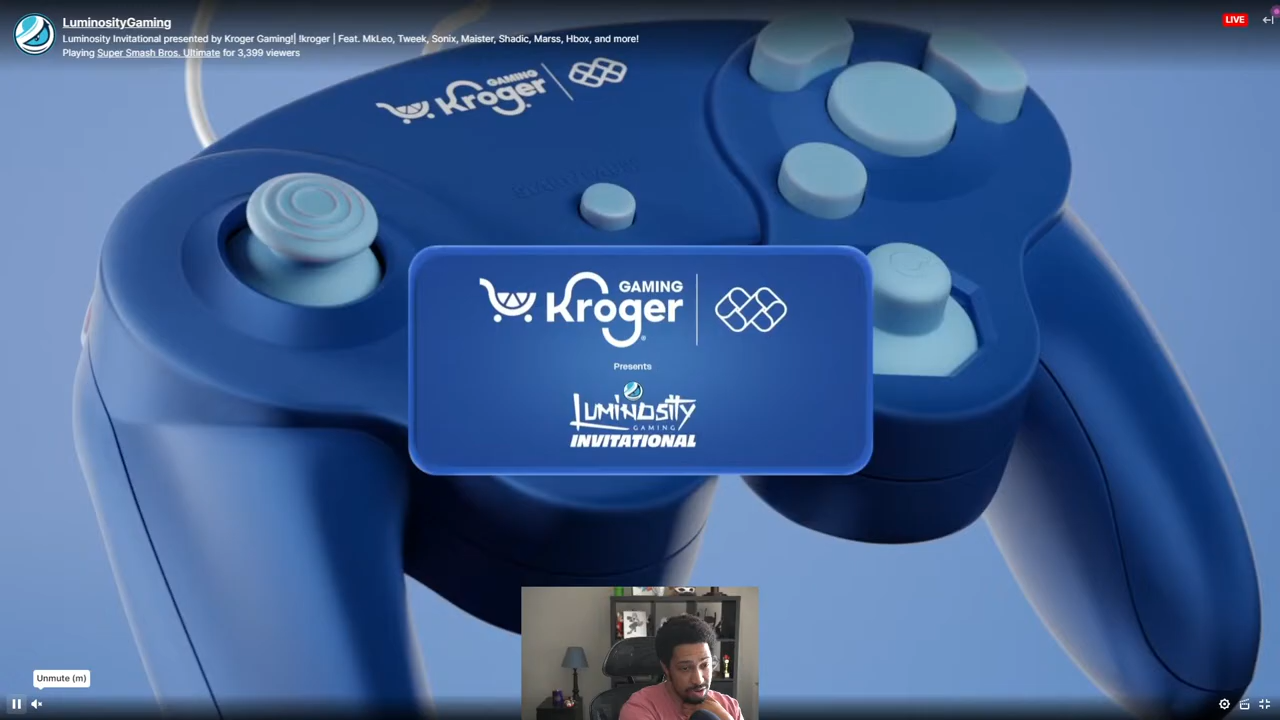 LuminosityGaming
Luminosity Invitational presented by Kroger Gaming!| !kroger | Feat. MkLeo, Tweek, Sonix, Maister, Shadic, Marss, Hbox, and more!
Playing Super Smash Bros. Ultimate for 3,399 viewers
LIVE
GAMING
Kroger
GAMING
Kroger
Presents
LUMINOSITY
GAMING
INVITATIONAL
Unmute (m)